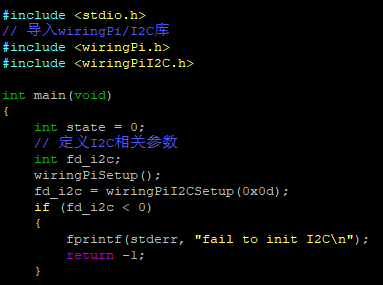 #include <stdio.h>
// 导入wiringPi/I2C库
#include <wiringPi.h>
#include <wiringPiI2C.h>
int main(void)
{
int state = 0;
// 定义I2C相关参数
int fd_i2c;
wiringPiSetup();
fd_i2c = wiringPiI2CSetup(0x0d);
if (fd_i2c < 0)
{
fprintf(stderr, "fail to init I2C\n");
return -1;
}